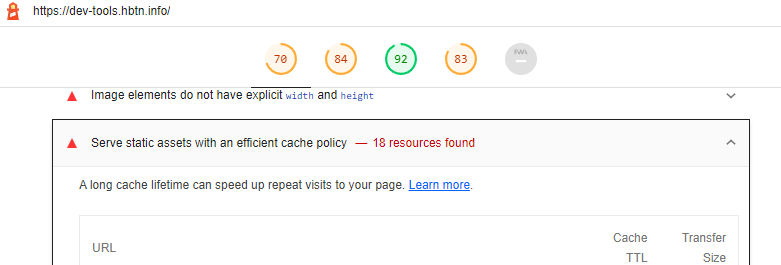 https://dev-tools.hbtn.info/
70 84 92 83 PWA
Image elements do not have explicit width and height
Serve static assets with an efficient cache policy — 18 resources found
A long cache lifetime can speed up repeat visits to your page. Learn more.
URL Cache TTL Transfer Size